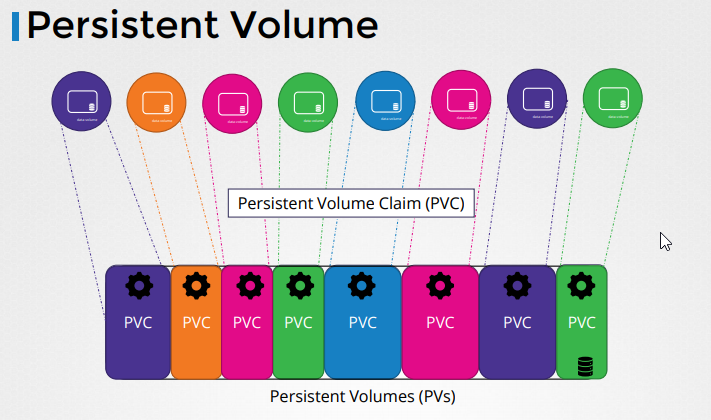 Persistent Volume
data volume
data volume
data volume
data volume
data volume
data volume
data volume
data volume
Persistent Volume Claim (PVC)
PVC PVC PVC PVC PVC PVC PVC PVC
Persistent Volumes (PVs)